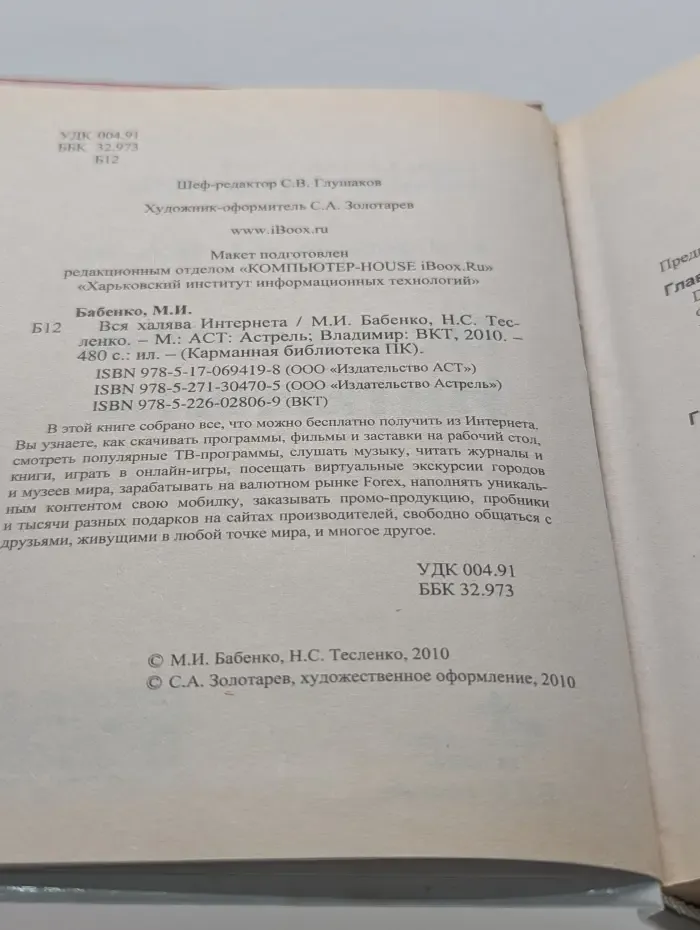 УДК 004.91
ББК 32.973
Б12
Шеф-редактор С.В. Глушаков
Художник-оформитель С.А. Золотарев
www.iBoox.ru
Макет подготовлен
редакционным отделом «КОМПЬЮТЕР-HOUSE iBoox.Ru»
«Харьковский институт информационных технологий»
Бабенко, М.И.
Б12 Вся халява Интернета / М.И. Бабенко, Н.С. Тес-
ленко. – М.: АСТ: Астрель; Владимир: ВКТ, 2010. –
480 с.: ил. – (Карманная библиотека ПК).
ISBN 978-5-17-069419-8 (ООО «Издательство АСТ»)
ISBN 978-5-271-30470-5 (ООО «Издательство Астрель»)
ISBN 978-5-226-02806-9 (ВКТ)
В этой книге собрано все, что можно бесплатно получить из Интернета.
Вы узнаете, как скачивать программы, фильмы и заставки на рабочий стол,
смотреть популярные ТВ-программы, слушать музыку, читать журналы и
книги, играть в онлайн-игры, посещать виртуальные экскурсии городов
и музеев мира, зарабатывать на валютном рынке Forex, наполнять уникаль-
ным контентом свою мобилку, заказывать промо-продукцию, пробники
и тысячи разных подарков на сайтах производителей, свободно общаться с
друзьями, живущими в любой точке мира, и многое другое.
УДК 004.91
ББК 32.973
© М.И. Бабенко, Н.С. Тесленко, 2010
© С.А. Золотарев, художественное оформление, 2010